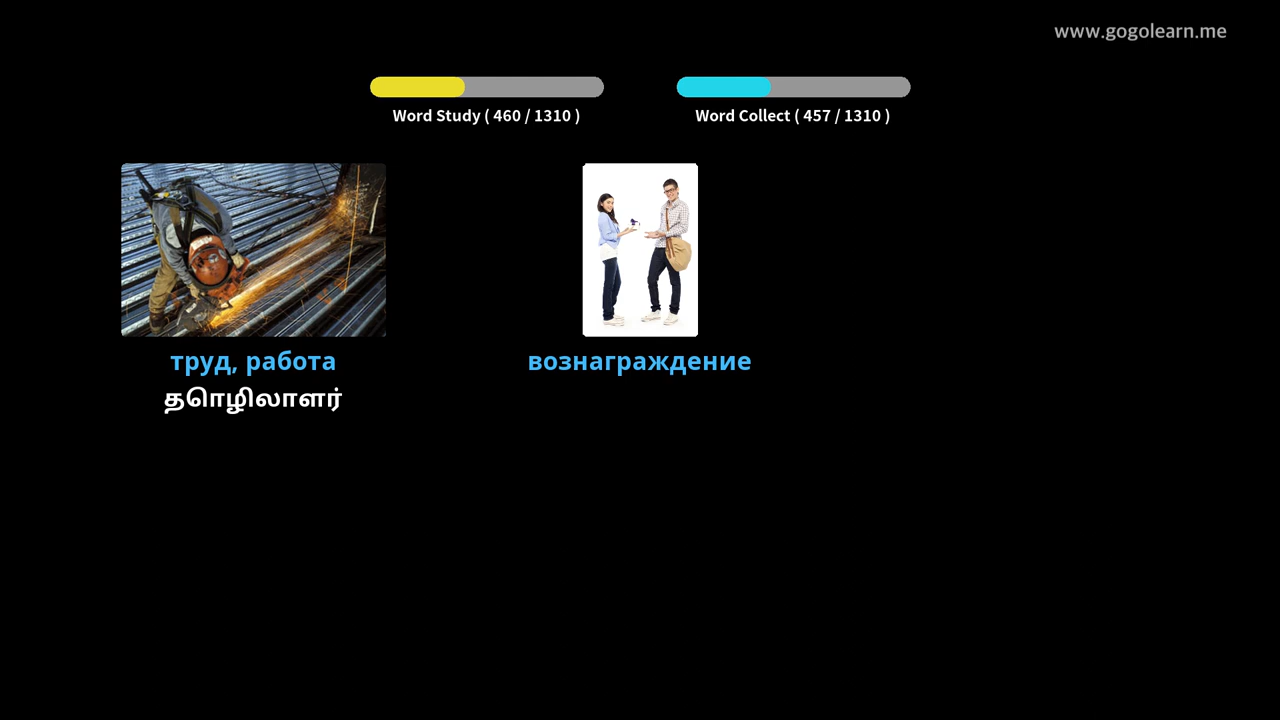 www.gogolearn.me
Word Study ( 460 / 1310 )
Word Collect ( 457 / 1310 )
труд, работа
вознаграждение
தொழிலாளர்